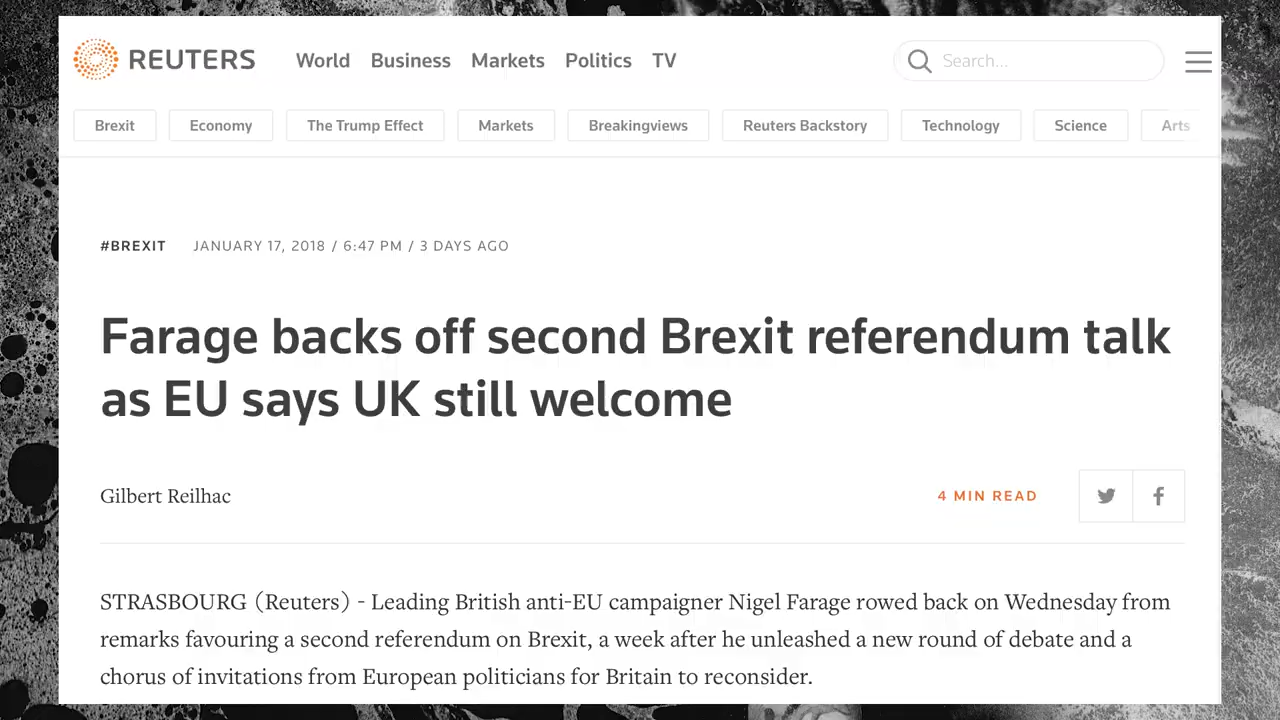 REUTERS World Business Markets Politics TV Search...
Brexit Economy The Trump Effect Markets Breakingviews Reuters Backstory Technology Science Arts
#BREXIT JANUARY 17, 2018 / 6:47 PM / 3 DAYS AGO
Farage backs off second Brexit referendum talk
as EU says UK still welcome
Gilbert Reilhac 4 MIN READ
STRASBOURG (Reuters) - Leading British anti-EU campaigner Nigel Farage rowed back on Wednesday from
remarks favouring a second referendum on Brexit, a week after he unleashed a new round of debate and a
chorus of invitations from European politicians for Britain to reconsider.